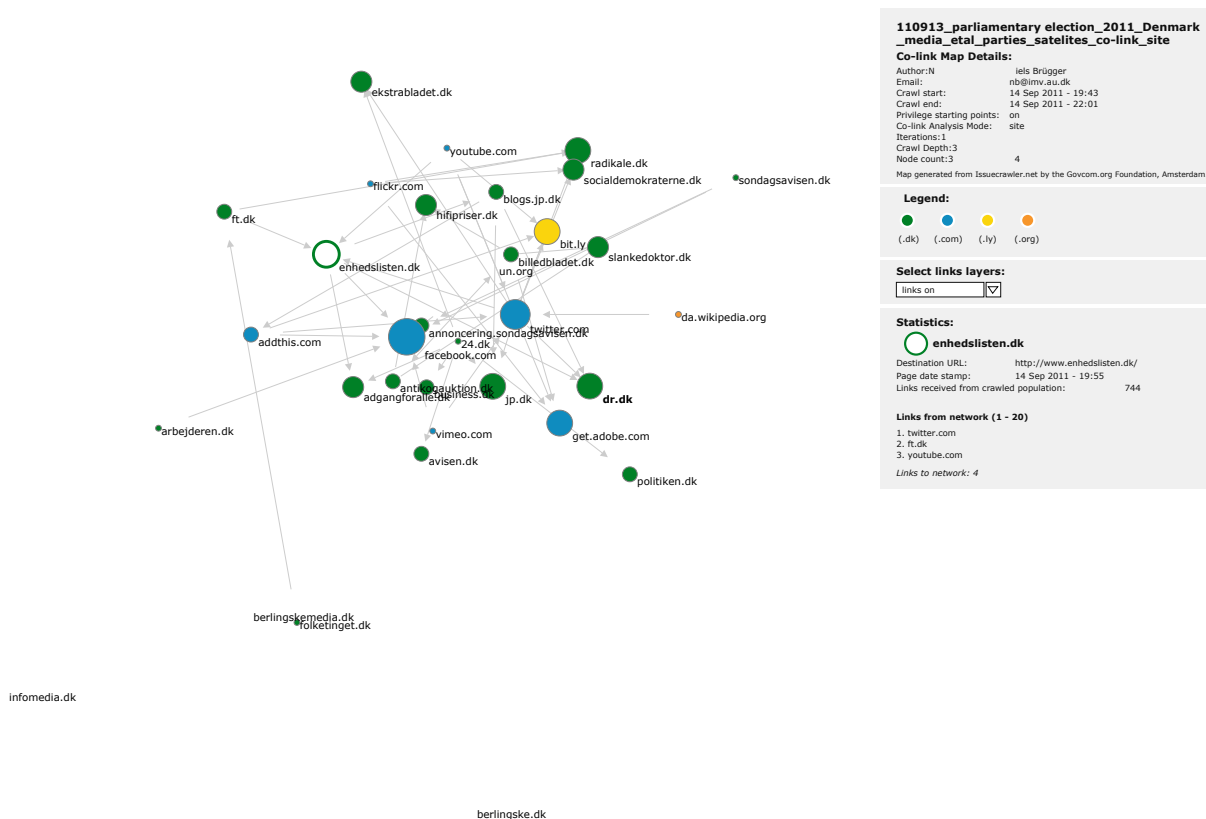 110913_parliamentary election_2011_Denmark
_media_etal_parties_satelites_co-link_site
Co-link Map Details:
Author:N iels Brügger
Email: nb@imv.au.dk
Crawl start: 14 Sep 2011 - 19:43
Crawl end: 14 Sep 2011 - 22:01
Privilege starting points: on
Co-link Analysis Mode: site
Iterations:1
Crawl Depth:3
Node count:3 4
Map generated from Issuecrawler.net by the Govcom.org Foundation, Amsterdam
Legend:
(.dk) (.com) (.ly) (.org)
Select links layers:
links on
Statistics:
enhedslisten.dk
Destination URL: http://www.enhedslisten.dk/
Page date stamp: 14 Sep 2011 - 19:55
Links received from crawled population: 744
Links from network (1 - 20)
1. twitter.com
2. ft.dk
3. youtube.com
Links to network: 4
ekstrabladet.dk
youtube.com
radikale.dk
flickr.com
socialdemokraterne.dk
sondagsavisen.dk
blogs.jp.dk
ft.dk
hifipriser.dk
bit.ly
slankedoktor.dk
billedbladet.dk
enhedslisten.dk
un.org
da.wikipedia.org
twitter.com
annoncering.sondagsavisen.dk
addthis.com
24.dk
facebook.com
antikogauktion.dk
business.dk
adgangforalle.dk
jp.dk
dr.dk
arbejderen.dk
vimeo.com
get.adobe.com
avisen.dk
politiken.dk
berlingskemedia.dk
folketinget.dk
infomedia.dk
berlingske.dk